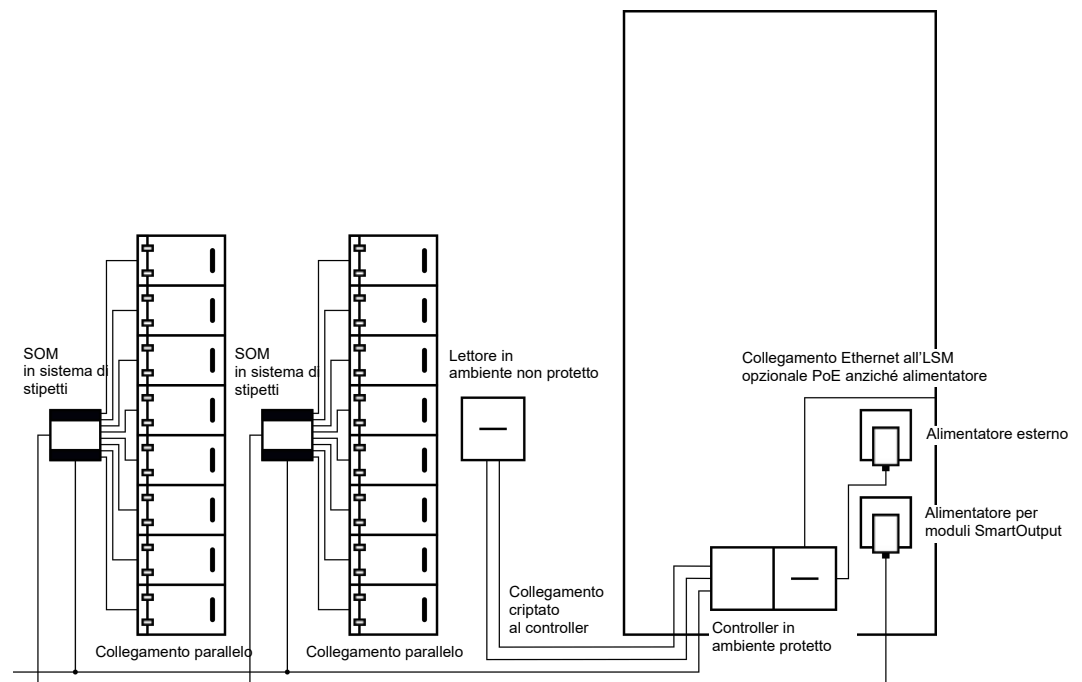 SOM
in sistema di
stipetti
SOM
in sistema di
stipetti
Lettore in
ambiente non protetto
Collegamento Ethernet all'LSM
opzionale PoE anziché alimentatore
Alimentatore esterno
Alimentatore per
moduli SmartOutput
Collegamento
criptato
al controller
Controller in
ambiente protetto
Collegamento parallelo
Collegamento parallelo